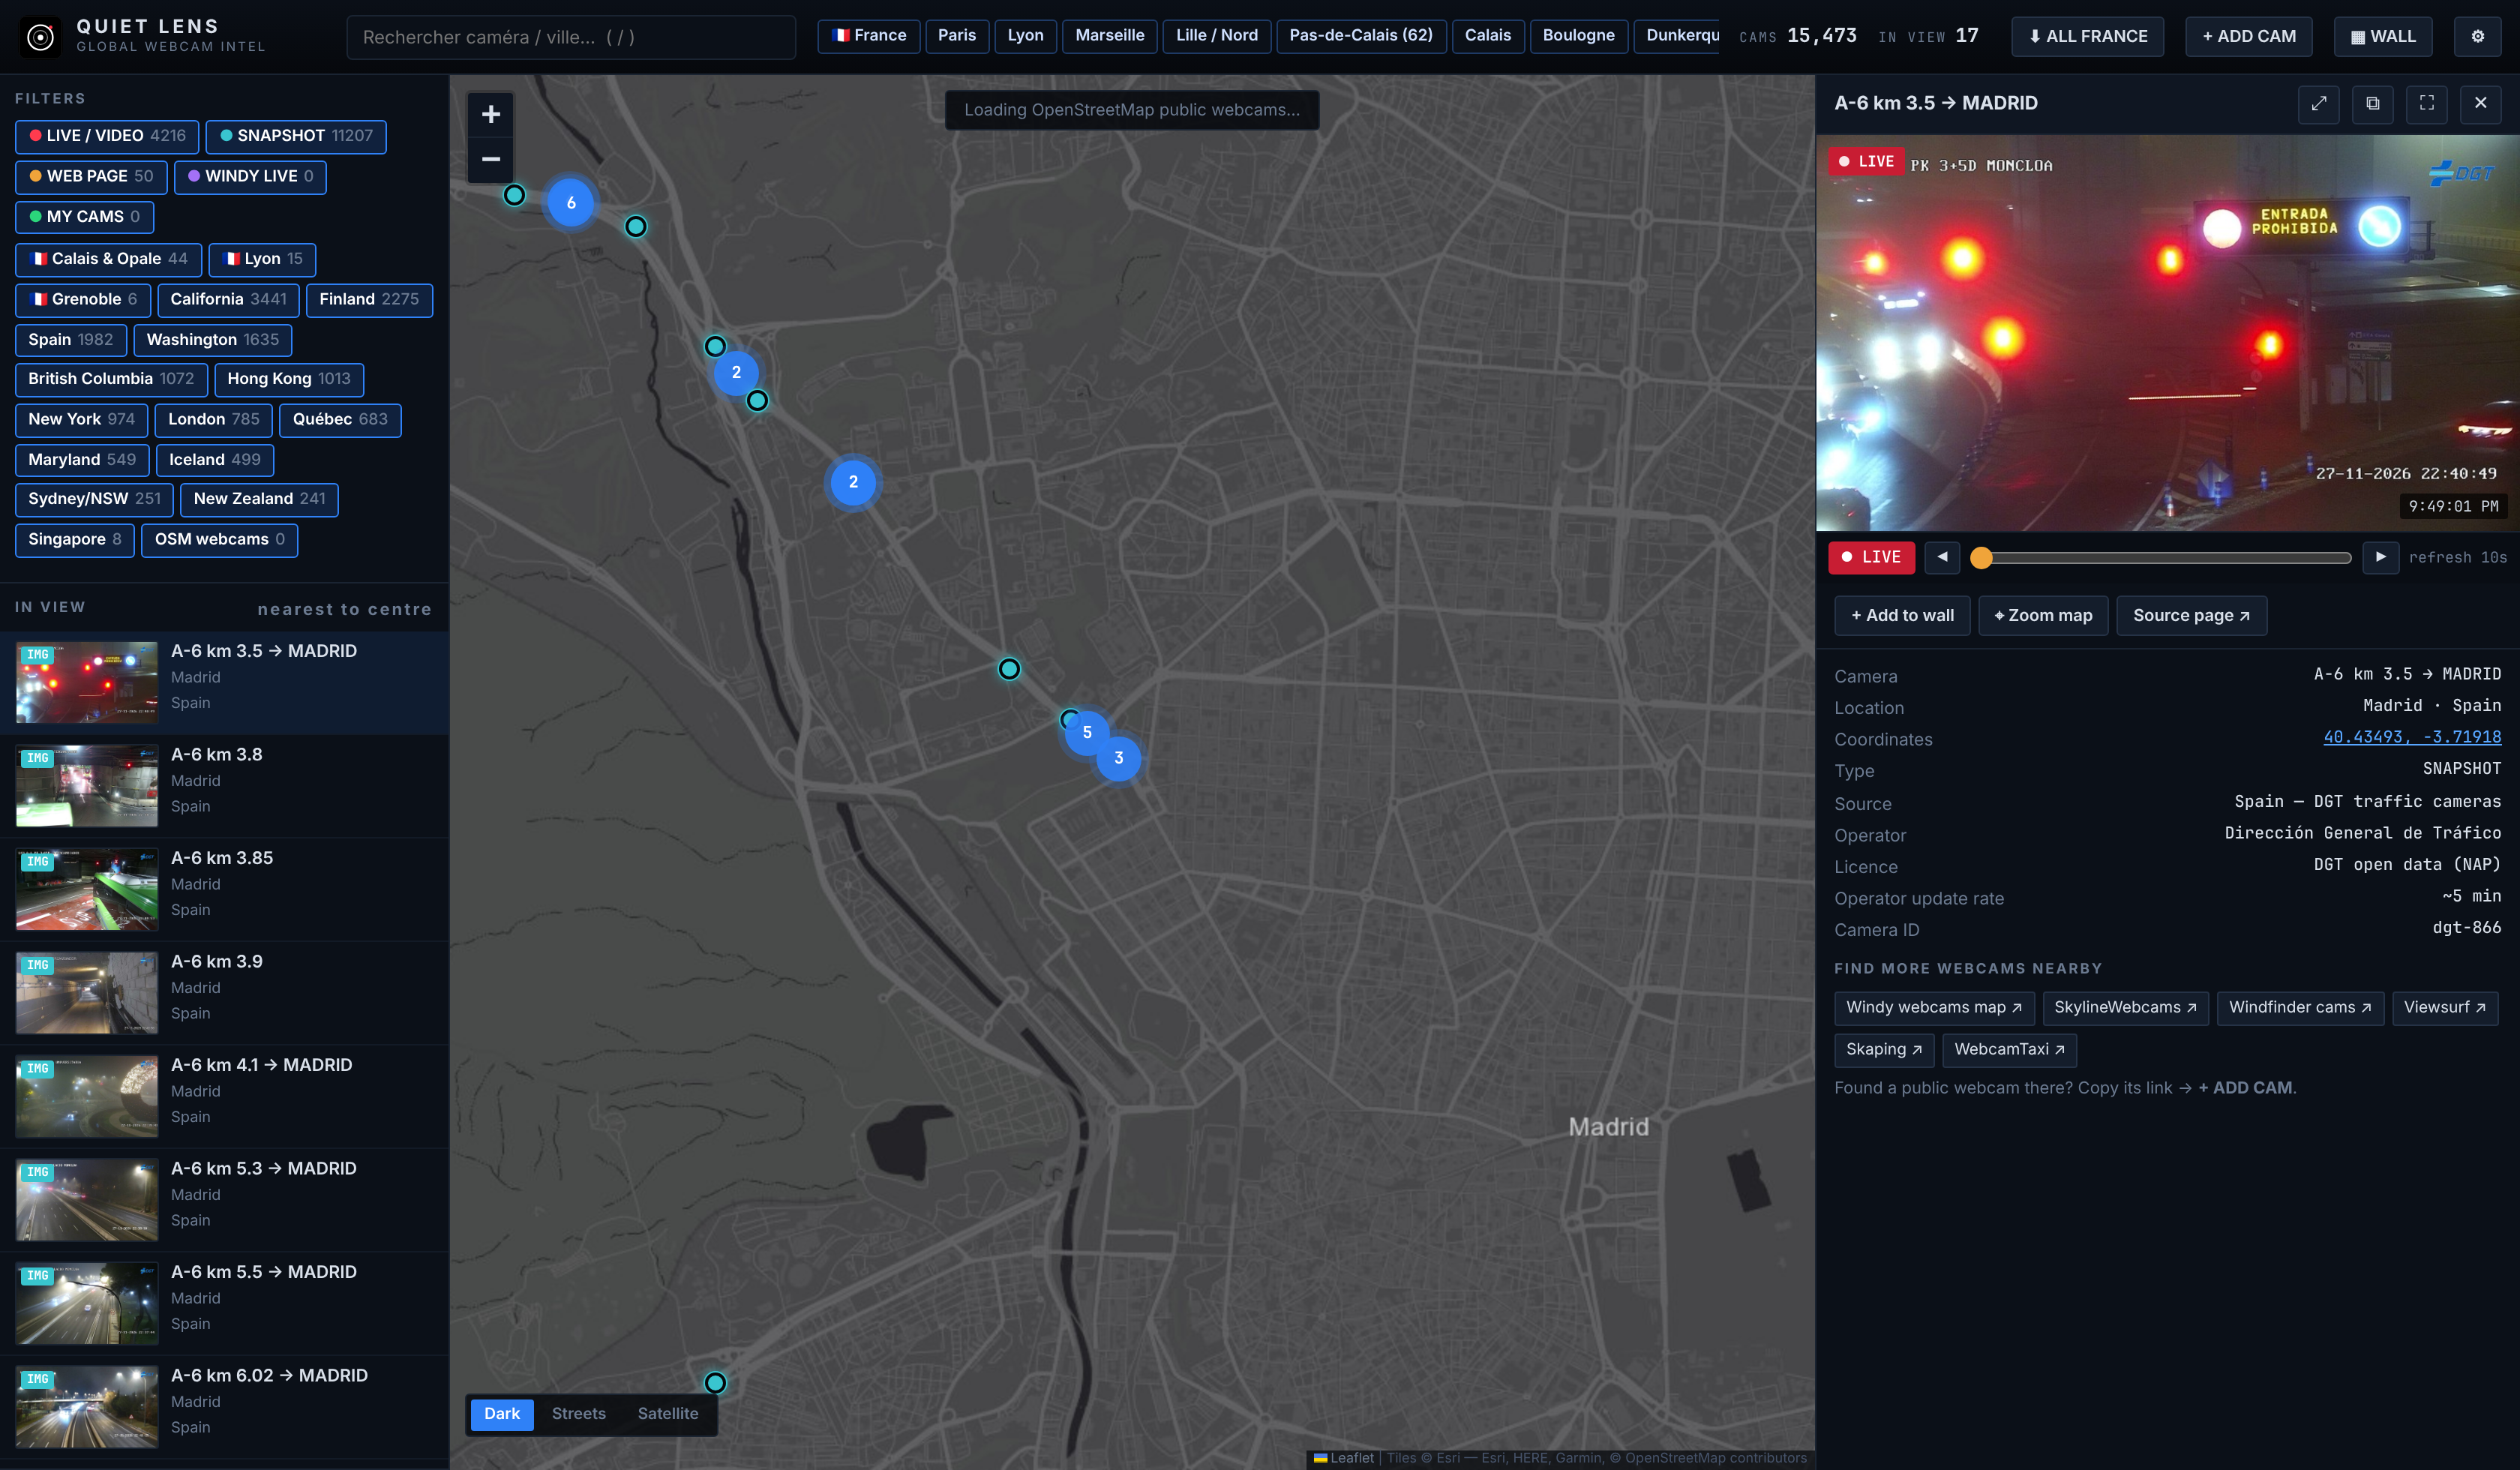 QUIET LENS
GLOBAL WEBCAM INTEL
Rechercher caméra / ville... ( / )
🇫🇷 France
Paris
Lyon
Marseille
Lille / Nord
Pas-de-Calais (62)
Calais
Boulogne
Dunkerqu
CAMS 15,473
IN VIEW 17
⬇ ALL FRANCE
+ ADD CAM
▦ WALL
⚙
FILTERS
LIVE / VIDEO 4216
SNAPSHOT 11207
WEB PAGE 50
WINDY LIVE 0
MY CAMS 0
🇫🇷 Calais & Opale 44
🇫🇷 Lyon 15
🇫🇷 Grenoble 6
California 3441
Finland 2275
Spain 1982
Washington 1635
British Columbia 1072
Hong Kong 1013
New York 974
London 785
Québec 683
Maryland 549
Iceland 499
Sydney/NSW 251
New Zealand 241
Singapore 8
OSM webcams 0
IN VIEW
nearest to centre
IMG
A-6 km 3.5 → MADRID
Madrid
Spain
IMG
A-6 km 3.8
Madrid
Spain
IMG
A-6 km 3.85
Madrid
Spain
IMG
A-6 km 3.9
Madrid
Spain
IMG
A-6 km 4.1 → MADRID
Madrid
Spain
IMG
A-6 km 5.3 → MADRID
Madrid
Spain
IMG
A-6 km 5.5 → MADRID
Madrid
Spain
IMG
A-6 km 6.02 → MADRID
Madrid
Spain
+
−
Loading OpenStreetMap public webcams...
6
2
2
5
3
Madrid
Dark
Streets
Satellite
Leaflet | Tiles © Esri — Esri, HERE, Garmin, © OpenStreetMap contributors
A-6 km 3.5 → MADRID
LIVE
PK 3+5D MONCLOA
DGT
ENTRADA
PROHIBIDA
27-11-2026 22:40:49
9:49:01 PM
LIVE
refresh 10s
+ Add to wall
⌖ Zoom map
Source page ↗
Camera A-6 km 3.5 → MADRID
Location Madrid · Spain
Coordinates 40.43493, -3.71918
Type SNAPSHOT
Source Spain — DGT traffic cameras
Operator Dirección General de Tráfico
Licence DGT open data (NAP)
Operator update rate ~5 min
Camera ID dgt-866
FIND MORE WEBCAMS NEARBY
Windy webcams map ↗
SkylineWebcams ↗
Windfinder cams ↗
Viewsurf ↗
Skaping ↗
WebcamTaxi ↗
Found a public webcam there? Copy its link → + ADD CAM.